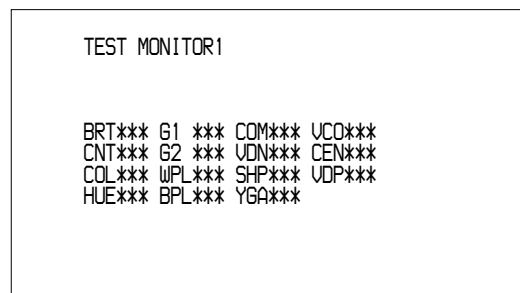 TEST MONITOR1
BRT*** G1 *** COM*** VCO***
CNT*** G2 *** VDN*** CEN***
COL*** WPL*** SHP*** VDP***
HUE*** BPL*** YGA***